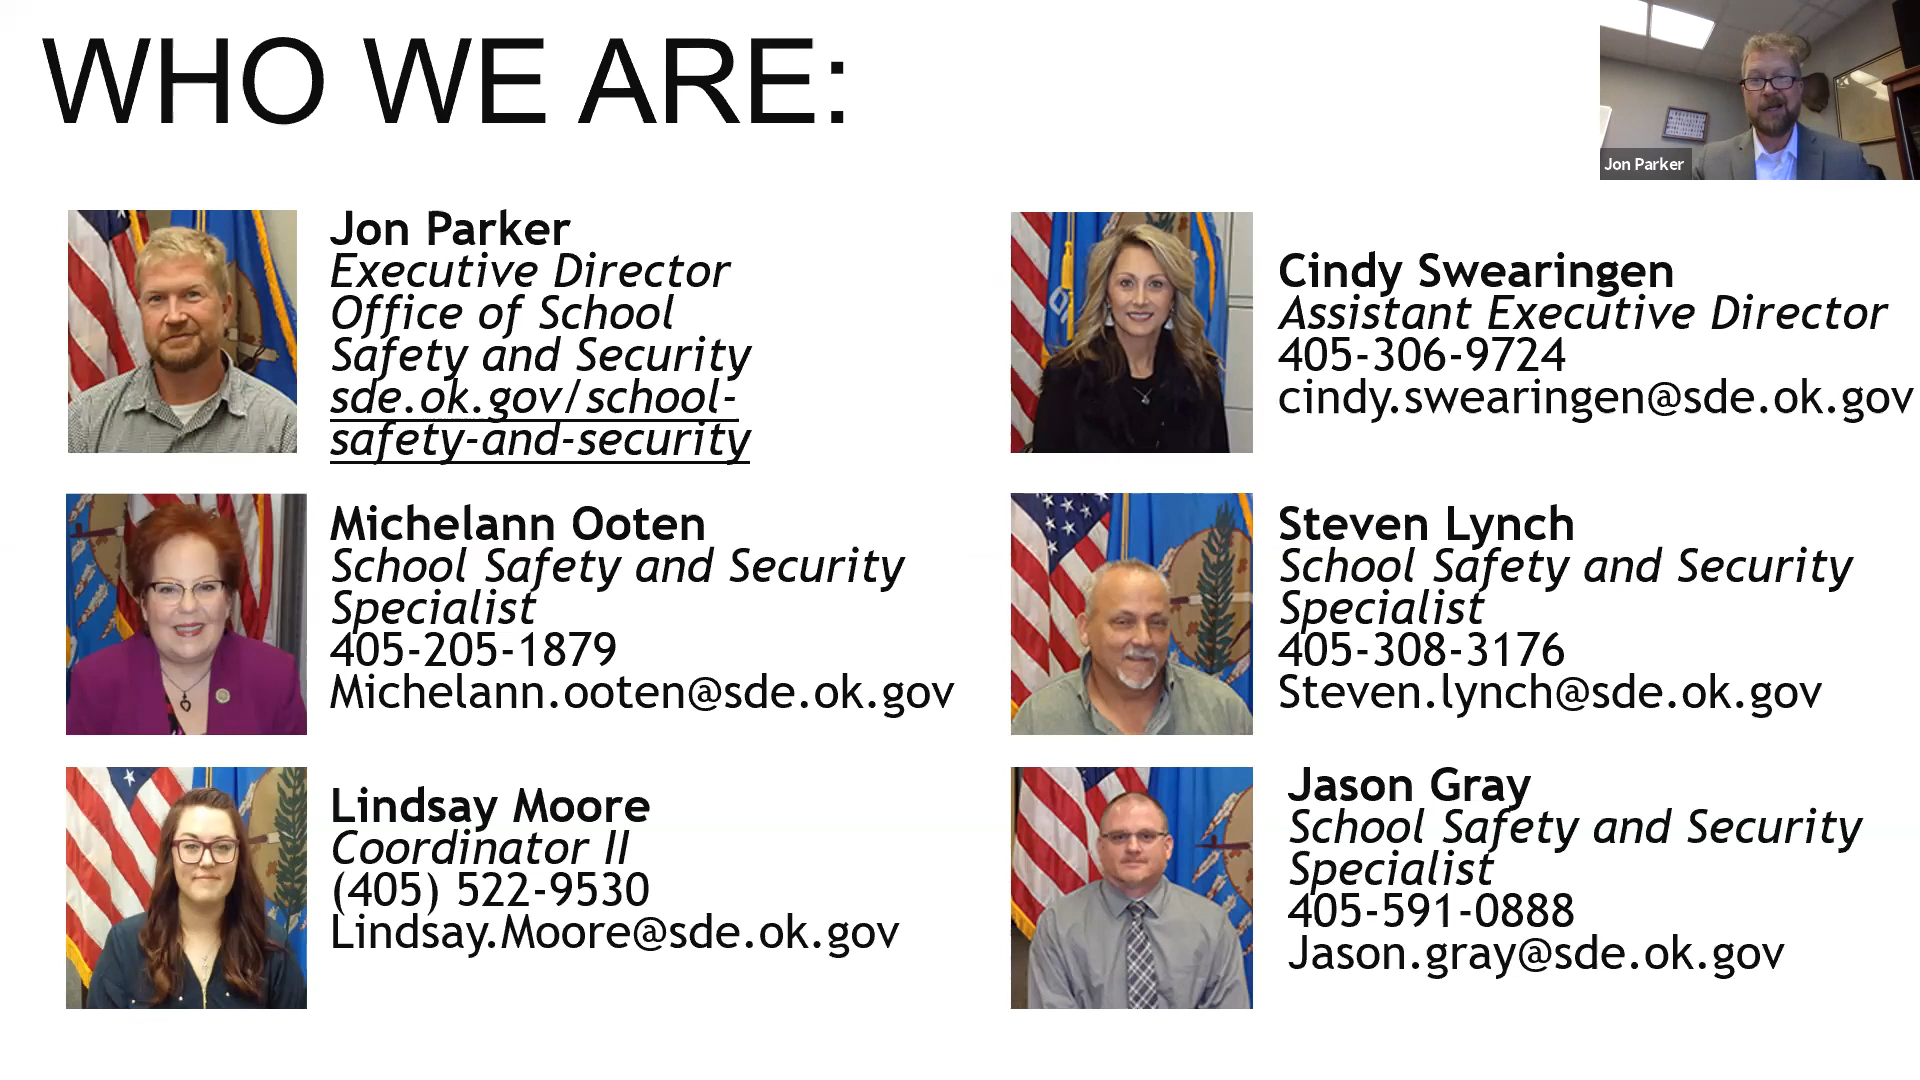 WHO WE ARE:
Jon Parker
Jon Parker
Executive Director
Office of School
Safety and Security
sde.ok.gov/school-
safety-and-security
Cindy Swearingen
Assistant Executive Director
405-306-9724
cindy.swearingen@sde.ok.gov
Michelann Ooten
School Safety and Security
Specialist
405-205-1879
Michelann.ooten@sde.ok.gov
Steven Lynch
School Safety and Security
Specialist
405-308-3176
Steven.lynch@sde.ok.gov
Lindsay Moore
Coordinator II
(405) 522-9530
Lindsay.Moore@sde.ok.gov
Jason Gray
School Safety and Security
Specialist
405-591-0888
Jason.gray@sde.ok.gov